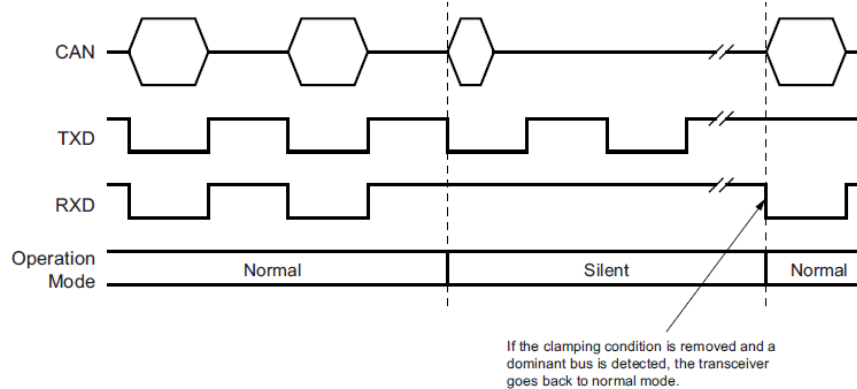 CAN
TXD
RXD
Operation
Mode
Normal
Silent
Normal
If the clamping condition is removed and a
dominant bus is detected, the transceiver
goes back to normal mode.